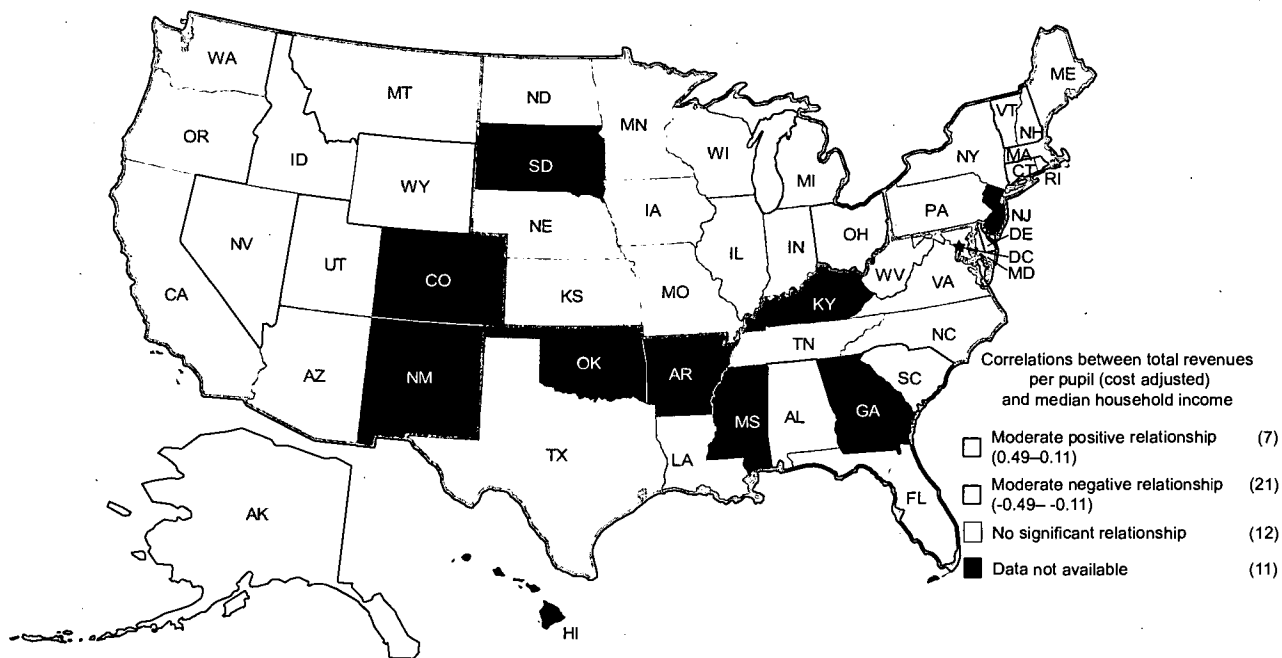 WA
MT
ND
MN
ME
VT
NH
OR
ID
SD
WI
NY
MA
CT
RI
WY
MI
IA
PA
NJ
NE
OH
DE
NV
IL
IN
DC
UT
CO
WV
MD
CA
KS
MO
KY
VA
TN
NC
AZ
NM
OK
AR
SC
MS
AL
GA
TX
LA
FL
AK
HI
Correlations between total revenues
per pupil (cost adjusted)
and median household income
Moderate positive relationship (7)
(0.49–0.11)
Moderate negative relationship (21)
(-0.49– -0.11)
No significant relationship (12)
Data not available (11)